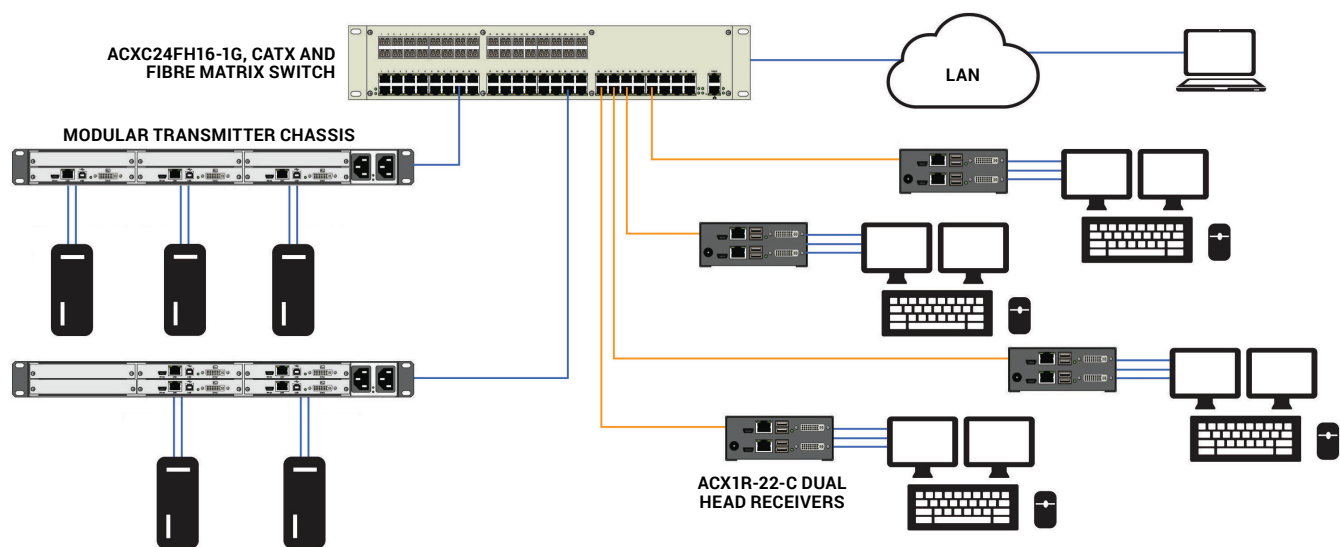 ACXC24FH16-1G, CATX AND
FIBRE MATRIX SWITCH
LAN
MODULAR TRANSMITTER CHASSIS
ACX1R-22-C DUAL
HEAD RECEIVERS